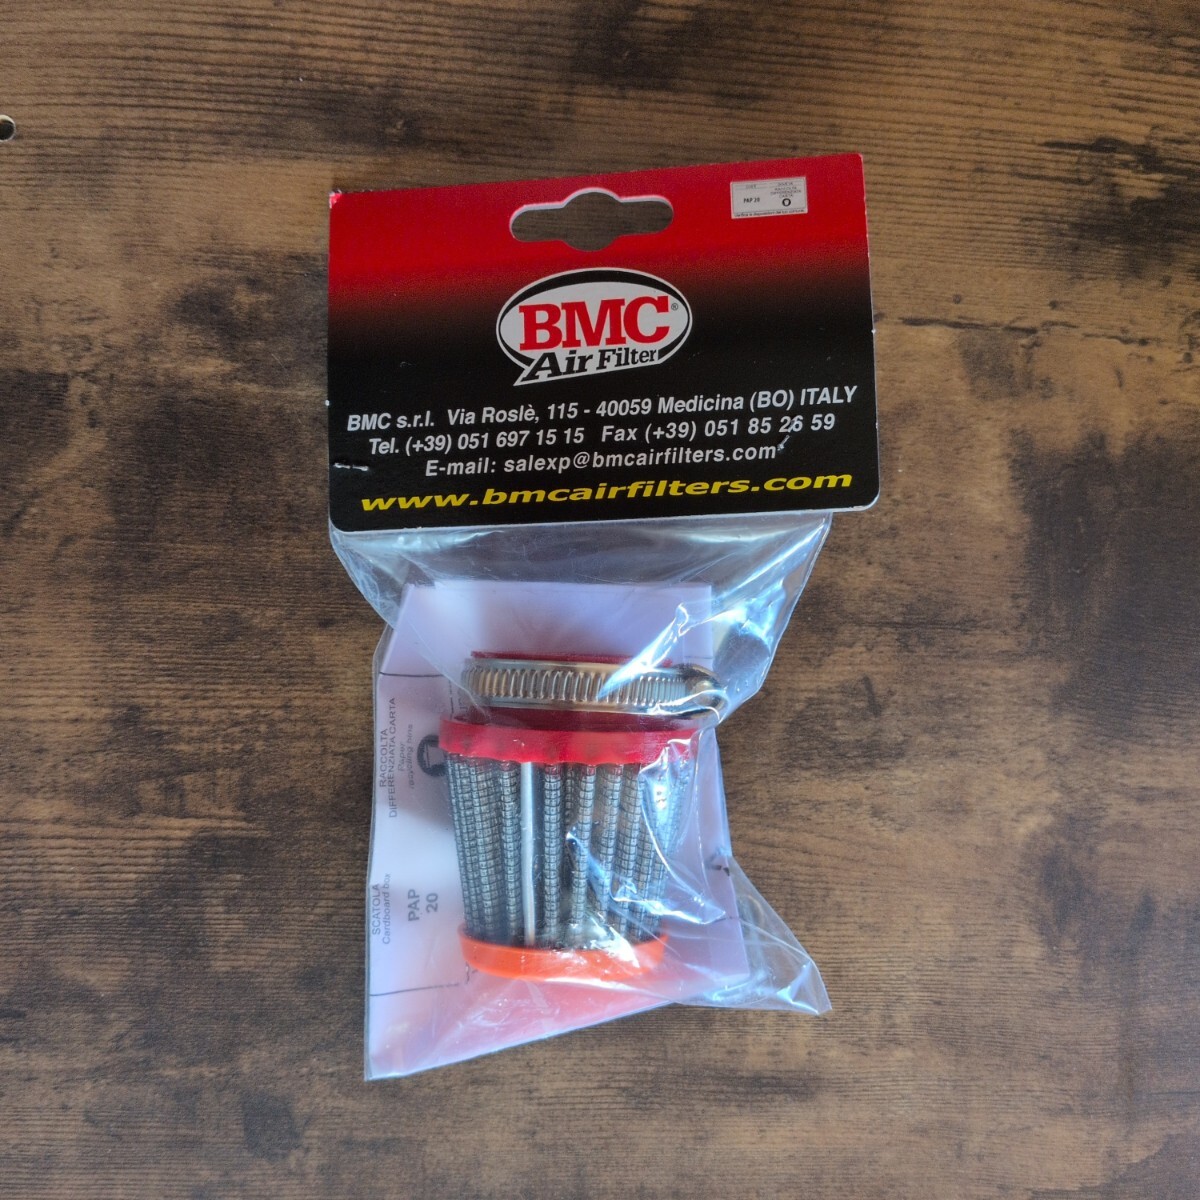 PAP 20
BMC®
Air Filter
BMC s.r.l. Via Roslè, 115 - 40059 Medicina (BO) ITALY
Tel. (+39) 051 697 15 15 Fax (+39) 051 85 26 59
E-mail: salexp@bmcairfilters.com
www.bmcairfilters.com
RACCOLTA
DIFFERENZIATA CARTA
Paper
recycling lines
SCATOLA
Cardboard box
PAP
20